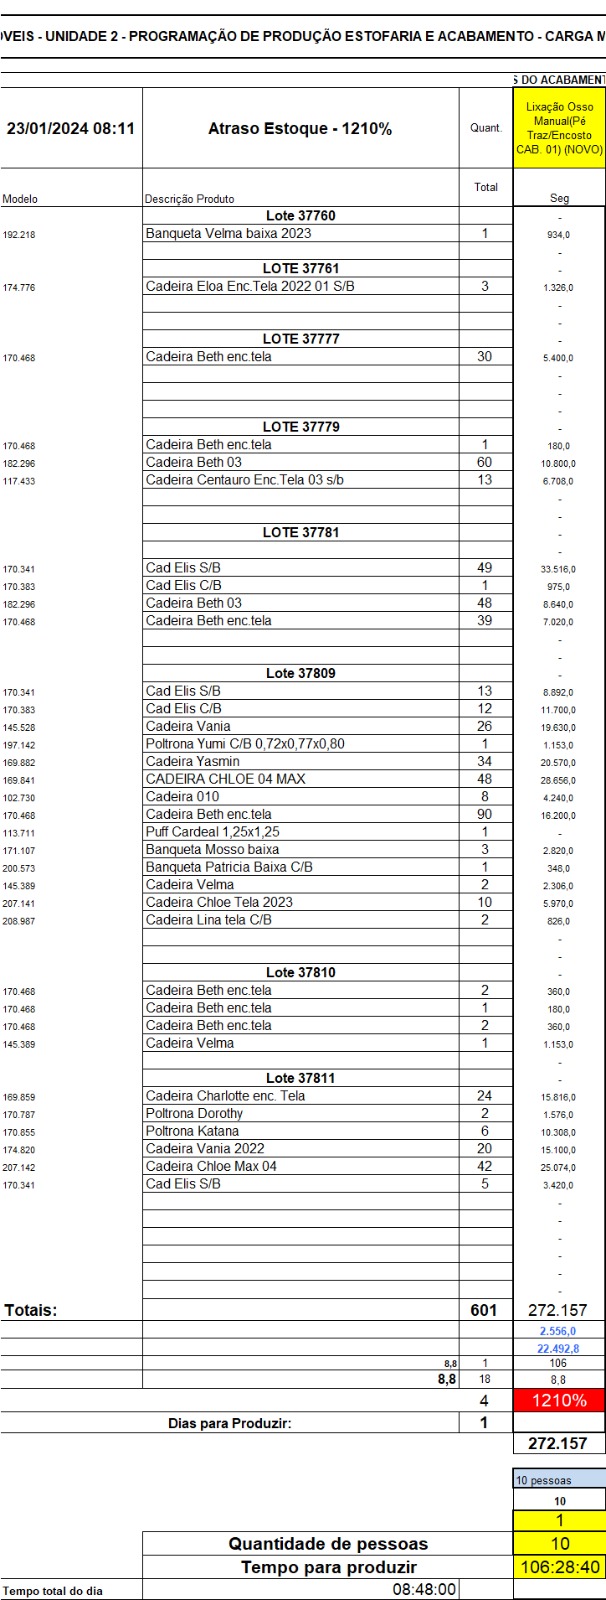 OVEIS - UNIDADE 2 - PROGRAMAÇÃO DE PRODUÇÃO ESTOFARIA E ACABAMENTO - CARGA M
S DO ACABAMENT
23/01/2024 08:11 Atraso Estoque - 1210% Quant. Lixação Osso
Manual(Pé
Traz/Encosto
CAB. 01) (NOVO)
Total
Modelo Descrição Produto Seg
Lote 37760 -
192.218 Banqueta Velma baixa 2023 1 934,0
-
LOTE 37761 -
174.776 Cadeira Eloa Enc.Tela 2022 01 S/B 3 1.326,0
-
-
LOTE 37777 -
170.468 Cadeira Beth enc.tela 30 5.400,0
-
-
-
LOTE 37779 -
170.468 Cadeira Beth enc.tela 1 180,0
182.296 Cadeira Beth 03 60 10.800,0
117.433 Cadeira Centauro Enc.Tela 03 s/b 13 6.708,0
-
-
LOTE 37781 -
-
170.341 Cad Elis S/B 49 33.516,0
170.383 Cad Elis C/B 1 975,0
182.296 Cadeira Beth 03 48 8.640,0
170.468 Cadeira Beth enc.tela 39 7.020,0
-
-
Lote 37809 -
170.341 Cad Elis S/B 13 8.892,0
170.383 Cad Elis C/B 12 11.700,0
145.528 Cadeira Vania 26 19.630,0
197.142 Poltrona Yumi C/B 0,72x0,77x0,80 1 1.153,0
169.882 Cadeira Yasmin 34 20.570,0
169.841 CADEIRA CHLOE 04 MAX 48 28.656,0
102.730 Cadeira 010 8 4.240,0
170.468 Cadeira Beth enc.tela 90 16.200,0
113.711 Puff Cardeal 1,25x1,25 1 -
171.107 Banqueta Mosso baixa 3 2.820,0
200.573 Banqueta Patricia Baixa C/B 1 348,0
145.389 Cadeira Velma 2 2.306,0
207.141 Cadeira Chloe Tela 2023 10 5.970,0
208.987 Cadeira Lina tela C/B 2 826,0
-
-
Lote 37810 -
170.468 Cadeira Beth enc.tela 2 360,0
170.468 Cadeira Beth enc.tela 1 180,0
170.468 Cadeira Beth enc.tela 2 360,0
145.389 Cadeira Velma 1 1.153,0
-
Lote 37811 -
169.859 Cadeira Charlotte enc. Tela 24 15.816,0
170.787 Poltrona Dorothy 2 1.576,0
170.855 Poltrona Katana 6 10.308,0
174.820 Cadeira Vania 2022 20 15.100,0
207.142 Cadeira Chloe Max 04 42 25.074,0
170.341 Cad Elis S/B 5 3.420,0
-
-
-
-
-
-
Totais: 601 272.157
2.556,0
22.492,8
8,8 1 106
8,8 18 8,8
4 1210%
Dias para Produzir: 1
272.157
10 pessoas
10
1
Quantidade de pessoas 10
Tempo para produzir 106:28:40
Tempo total do dia 08:48:00